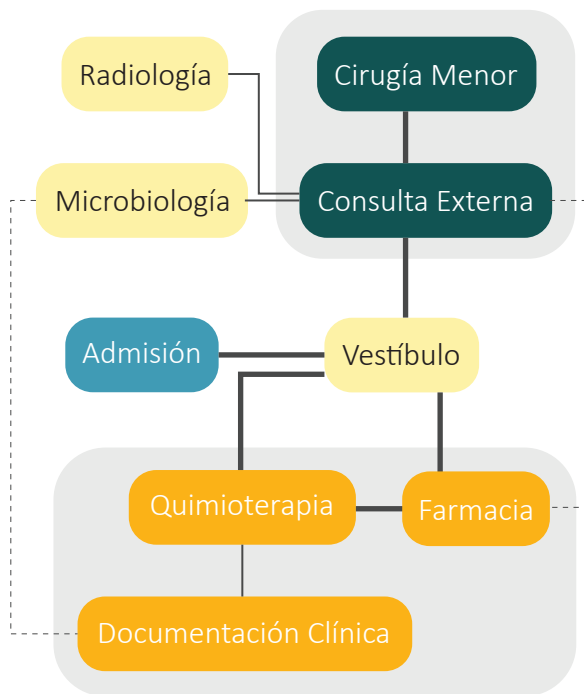 Radiología
Cirugía Menor
Microbiología
Consulta Externa
Admisión
Vestíbulo
Quimioterapia
Farmacia
Documentación Clínica